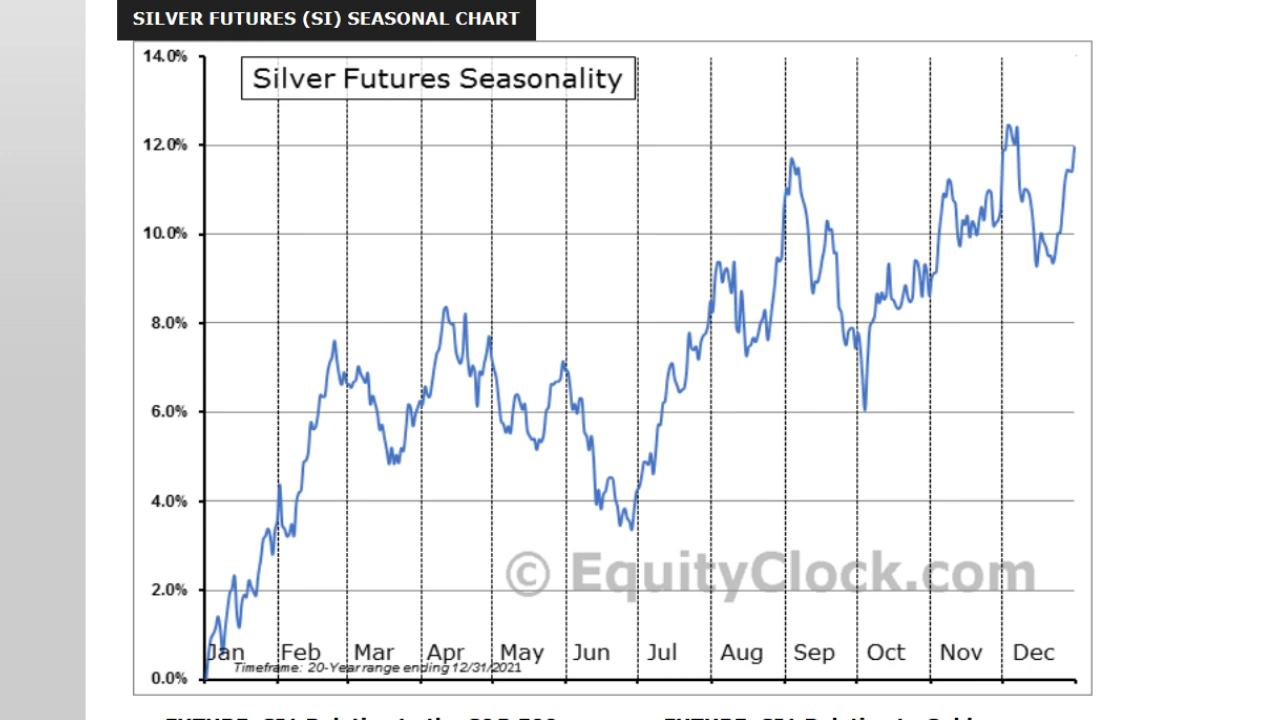 SILVER FUTURES (SI) SEASONAL CHART
Silver Futures Seasonality
14.0%
12.0%
10.0%
8.0%
6.0%
4.0%
2.0%
0.0%
© EquityClock.com
Jan Feb Mar Apr May Jun Jul Aug Sep Oct Nov Dec
Timeframe: 20-Year range ending 12/31/2021